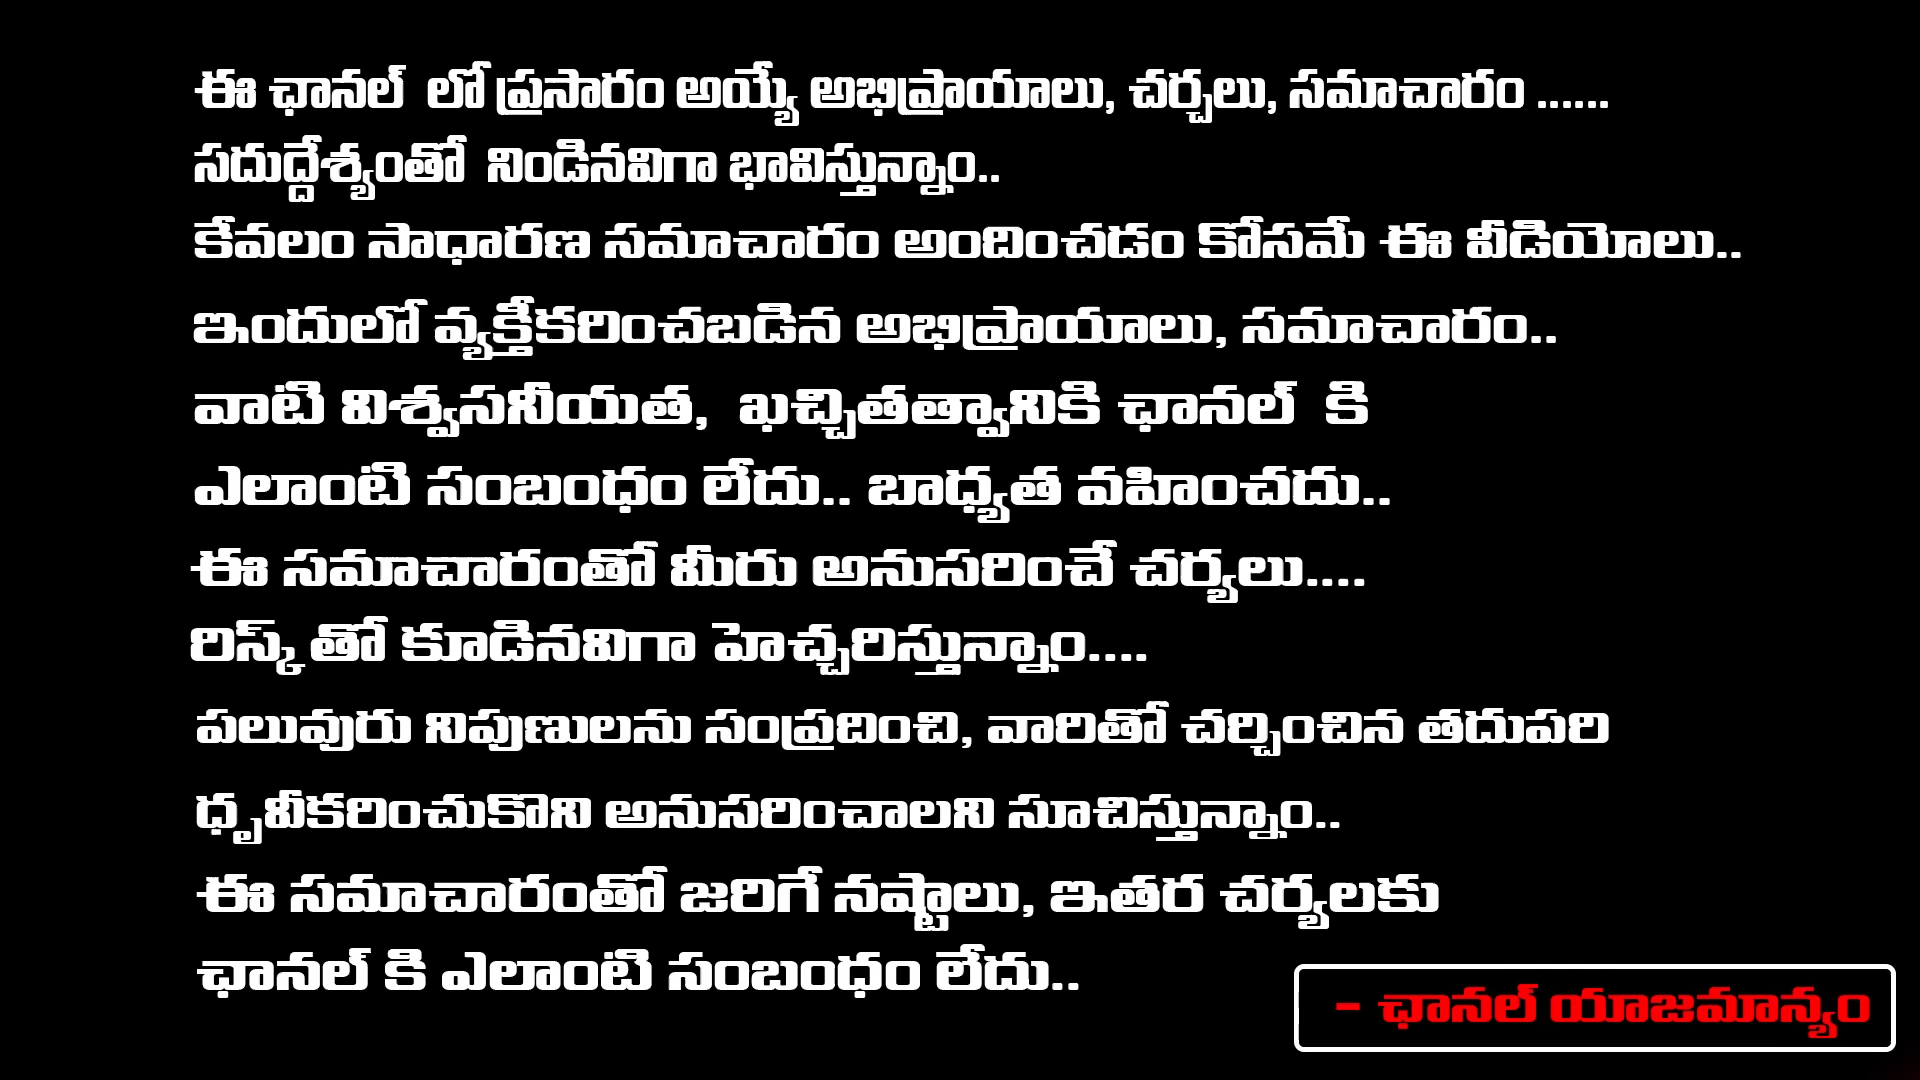 ఈ ఛానల్ లో ప్రసారం అయ్యే అభిప్రాయాలు, చర్చలు, సమాచారం ......
సదుద్దేశ్యంతో నిండినవిగా భావిస్తున్నాం..
కేవలం సాధారణ సమాచారం అందించడం కోసమే ఈ వీడియోలు..
ఇందులో వ్యక్తీకరించబడిన అభిప్రాయాలు, సమాచారం..
వాటి విశ్వసనీయత, ఖచ్చితత్వానికి ఛానల్ కి
ఎలాంటి సంబంధం లేదు.. బాధ్యత వహించదు..
ఈ సమాచారంతో మీరు అనుసరించే చర్యలు....
రిస్క్ తో కూడినవిగా హెచ్చరిస్తున్నాం....
పలువురు నిపుణులను సంప్రదించి, వారితో చర్చించిన తదుపరి
ధృవీకరించుకొని అనుసరించాలని సూచిస్తున్నాం..
ఈ సమాచారంతో జరిగే నష్టాలు, ఇతర చర్యలకు
ఛానల్ కి ఎలాంటి సంబంధం లేదు..
- ఛానల్ యాజమాన్యం